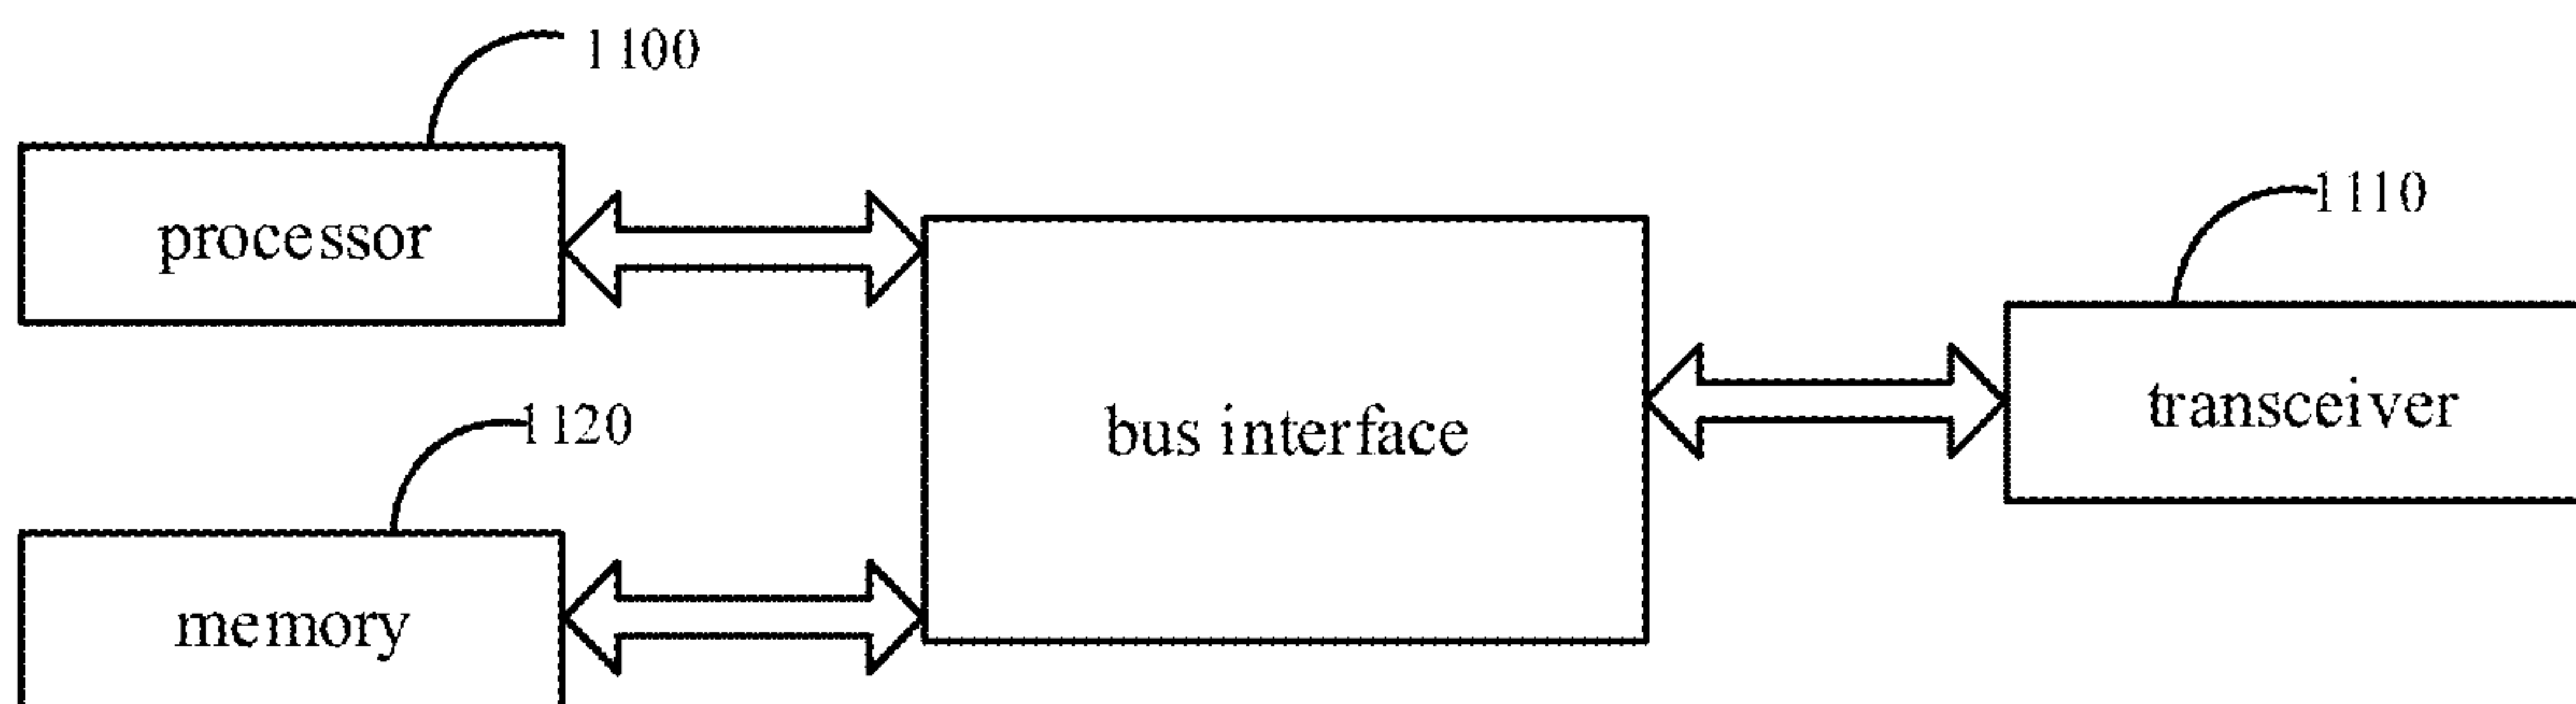 1100
processor
1110
transceiver
bus interface
1120
memory